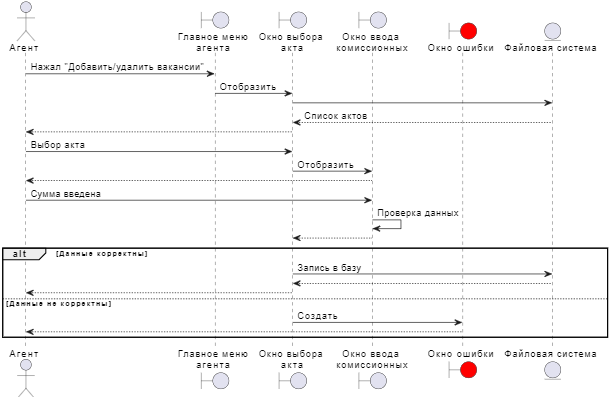 Агент
Главное меню
агента
Окно выбора
акта
Окно ввода
комиссионных
Окно ошибки
Файловая система
Нажал "Добавить/удалить вакансии"
Отобразить
Список актов
Выбор акта
Отобразить
Сумма введена
Проверка данных
alt
[Данные корректны]
Запись в базу
[Данные не корректны]
Создать
Агент
Главное меню
агента
Окно выбора
акта
Окно ввода
комиссионных
Окно ошибки
Файловая система